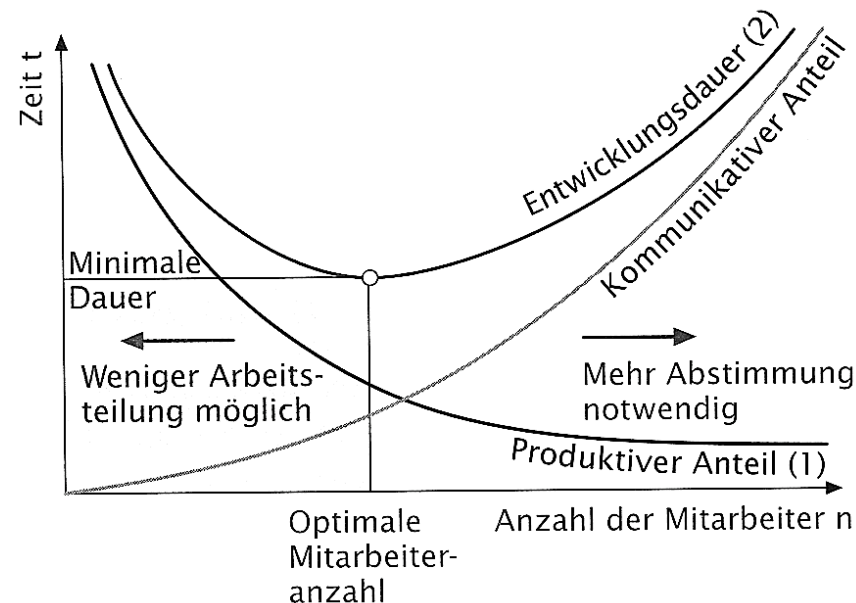 Zeit t
Entwicklungsdauer (2)
Kommunikativer Anteil
Minimale
Dauer
Weniger Arbeits-
teilung möglich
Mehr Abstimmung
notwendig
Produktiver Anteil (1)
Optimale
Mitarbeiter-
anzahl
Anzahl der Mitarbeiter n